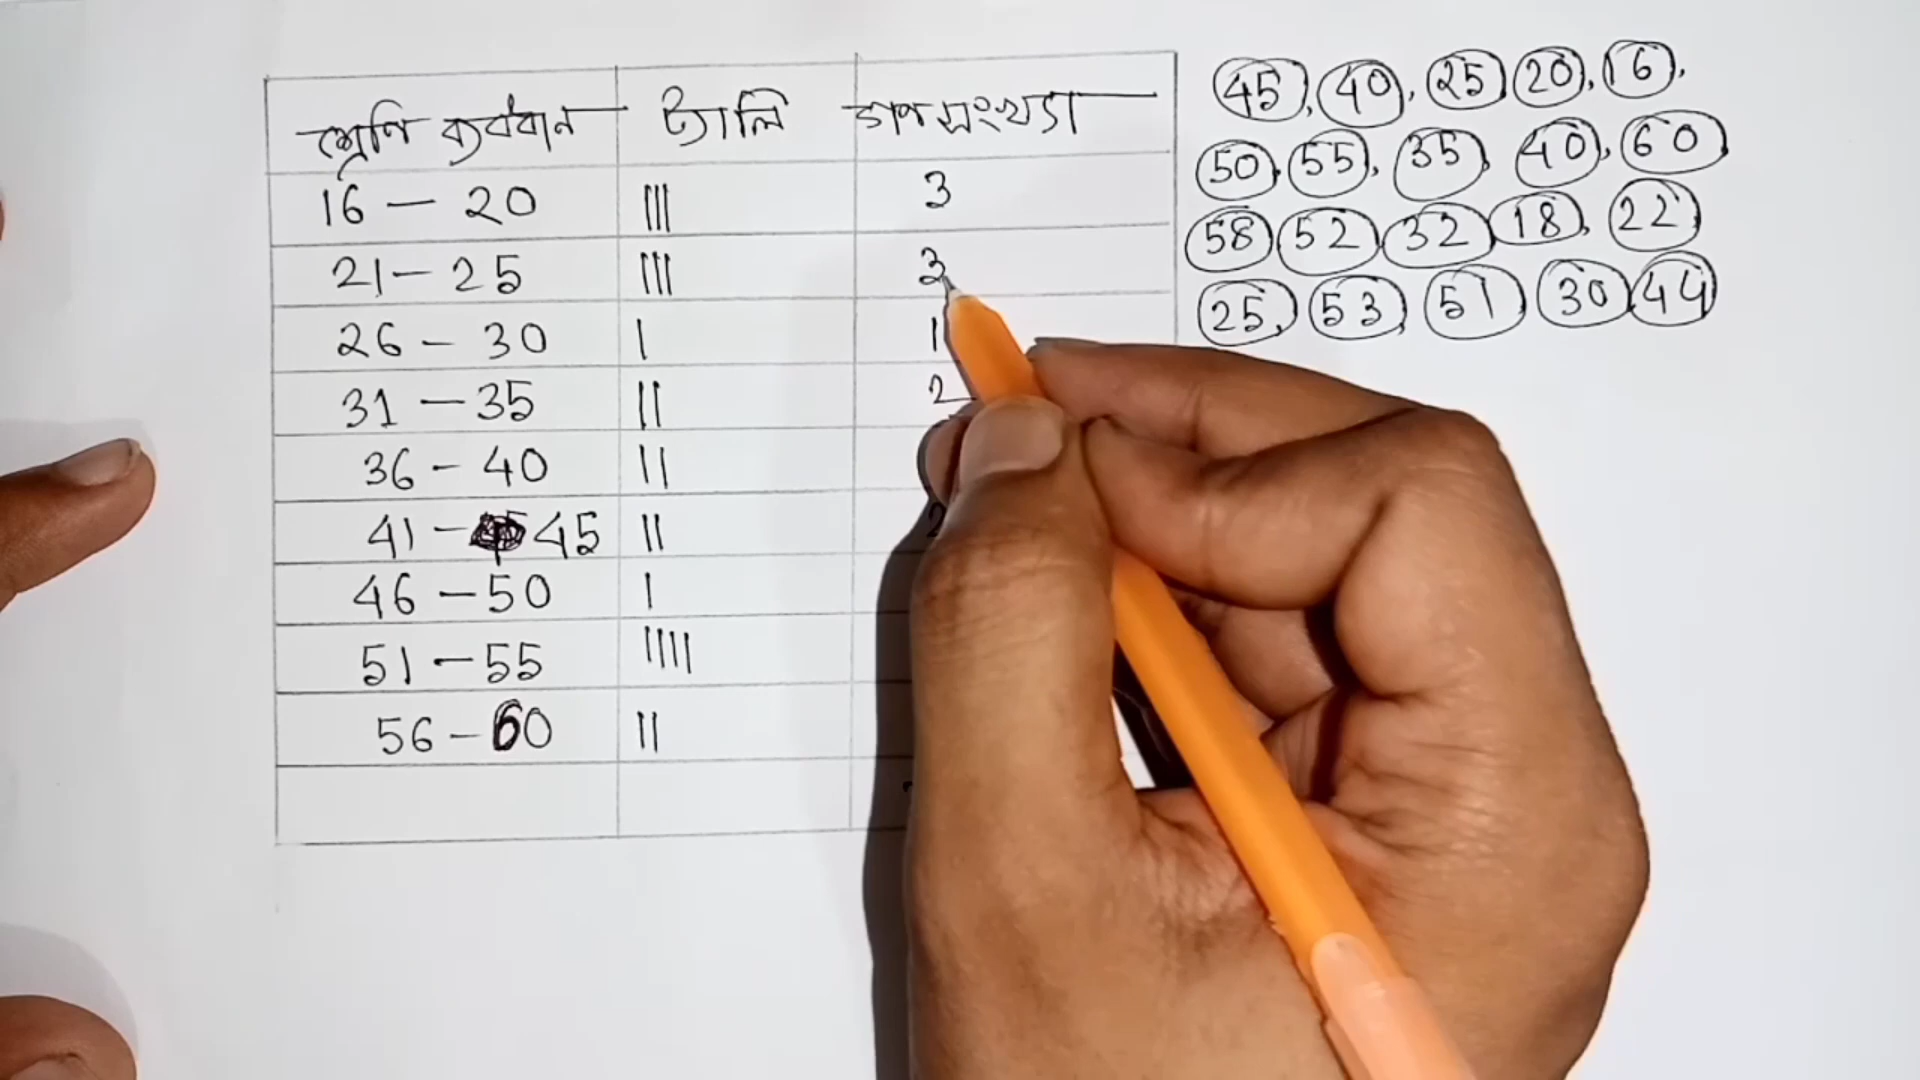 শ্রেণি ব্যবধান ট্যালি গণসংখ্যা
16 — 20 ||| 3
21 — 25 ||| 3
26 — 30 | 1
31 — 35 || 2
36 — 40 ||
41 — 45 || 2
46 — 50 |
51 — 55 ||||
56 — 60 ||
45, 40, 25 20, 16,
50, 55, 35, 40, 60
58 52 32 18, 22
25, 53, 51 30 44